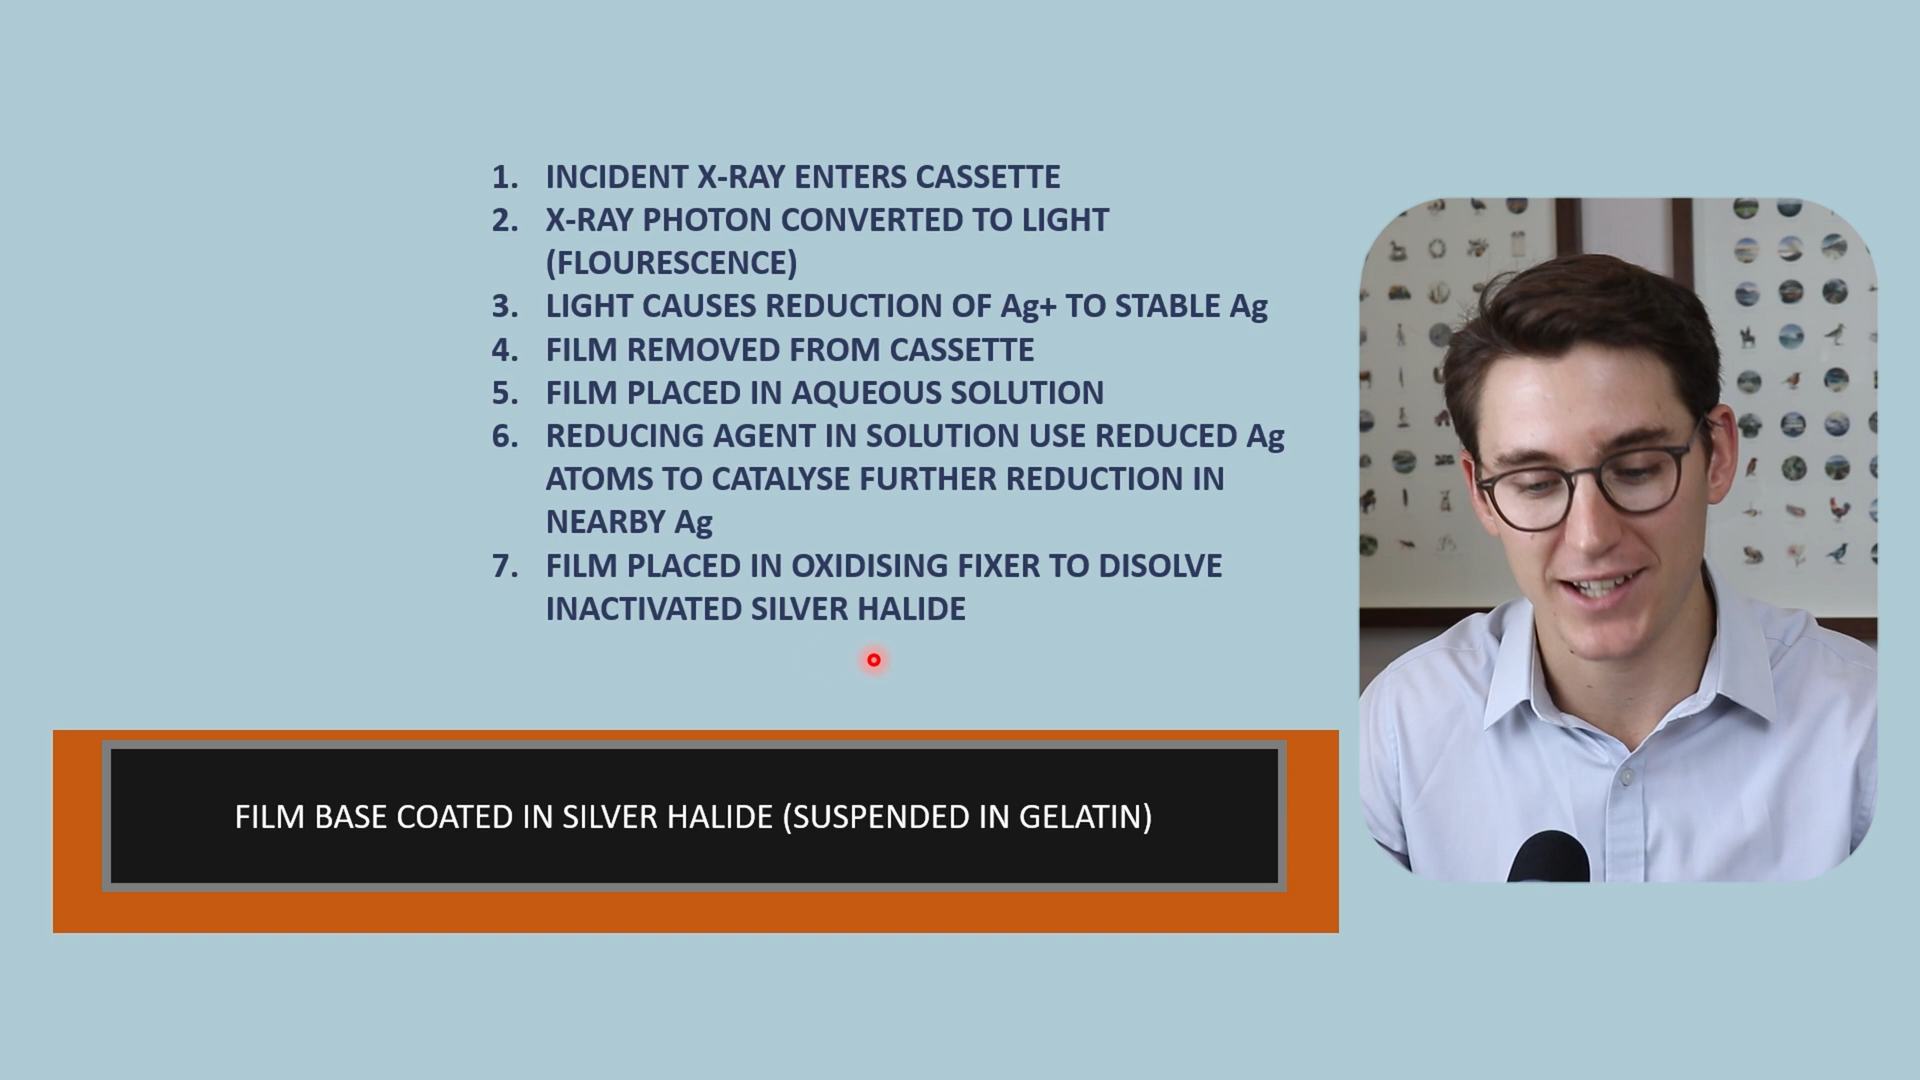 1. INCIDENT X-RAY ENTERS CASSETTE
2. X-RAY PHOTON CONVERTED TO LIGHT
(FLOURESCENCE)
3. LIGHT CAUSES REDUCTION OF Ag+ TO STABLE Ag
4. FILM REMOVED FROM CASSETTE
5. FILM PLACED IN AQUEOUS SOLUTION
6. REDUCING AGENT IN SOLUTION USE REDUCED Ag
ATOMS TO CATALYSE FURTHER REDUCTION IN
NEARBY Ag
7. FILM PLACED IN OXIDISING FIXER TO DISOLVE
INACTIVATED SILVER HALIDE
FILM BASE COATED IN SILVER HALIDE (SUSPENDED IN GELATIN)